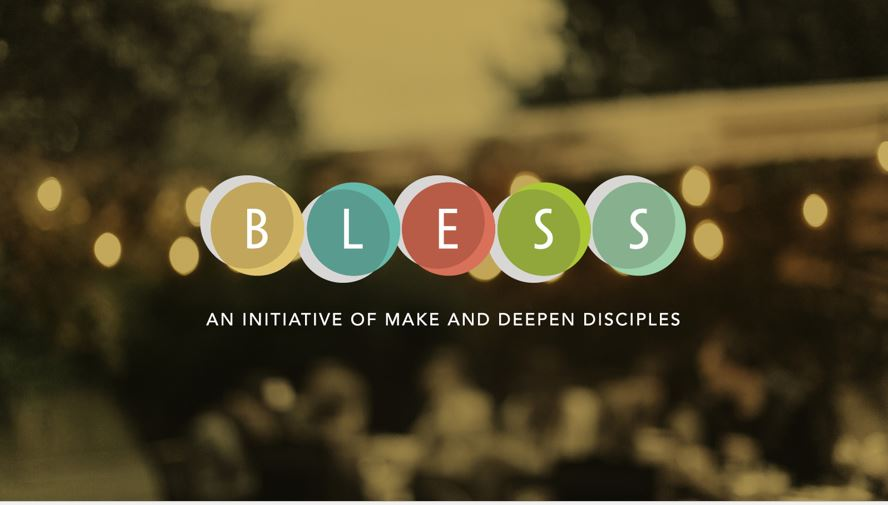 BLESS
AN INITIATIVE OF MAKE AND DEEPEN DISCIPLES